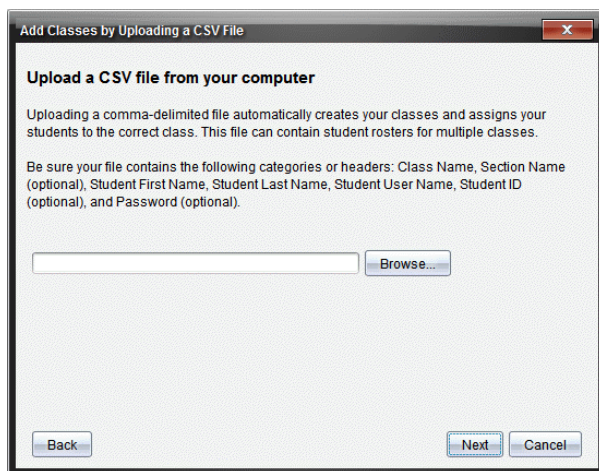 Add Classes by Uploading a CSV File
Upload a CSV file from your computer
Uploading a comma-delimited file automatically creates your classes and assigns your
students to the correct class. This file can contain student rosters for multiple classes.
Be sure your file contains the following categories or headers: Class Name, Section Name
(optional), Student First Name, Student Last Name, Student User Name, Student ID
(optional), and Password (optional).
Browse...
Back
Next
Cancel